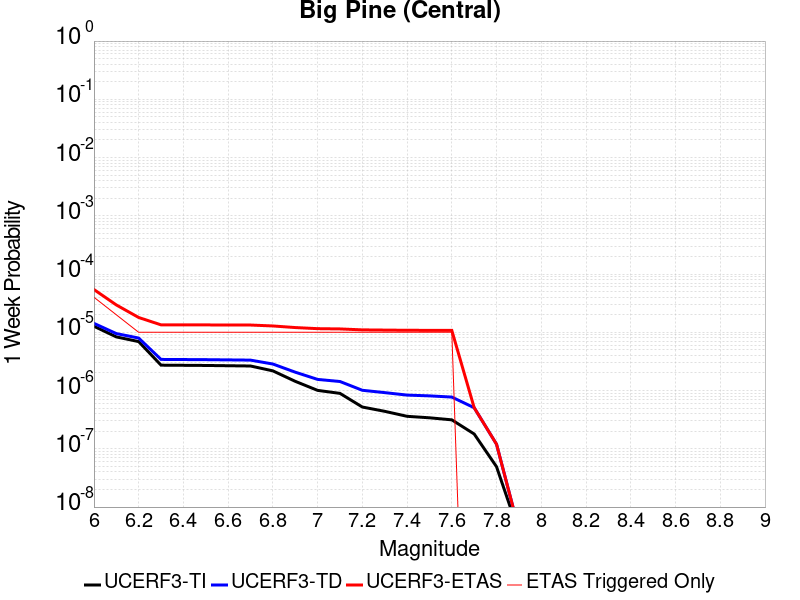 Big Pine (Central)
10^0
10^-1
10^-2
10^-3
10^-4
10^-5
10^-6
10^-7
10^-8
1 Week Probability
6 6.2 6.4 6.6 6.8 7 7.2 7.4 7.6 7.8 8 8.2 8.4 8.6 8.8 9
Magnitude
UCERF3-TI UCERF3-TD UCERF3-ETAS ETAS Triggered Only